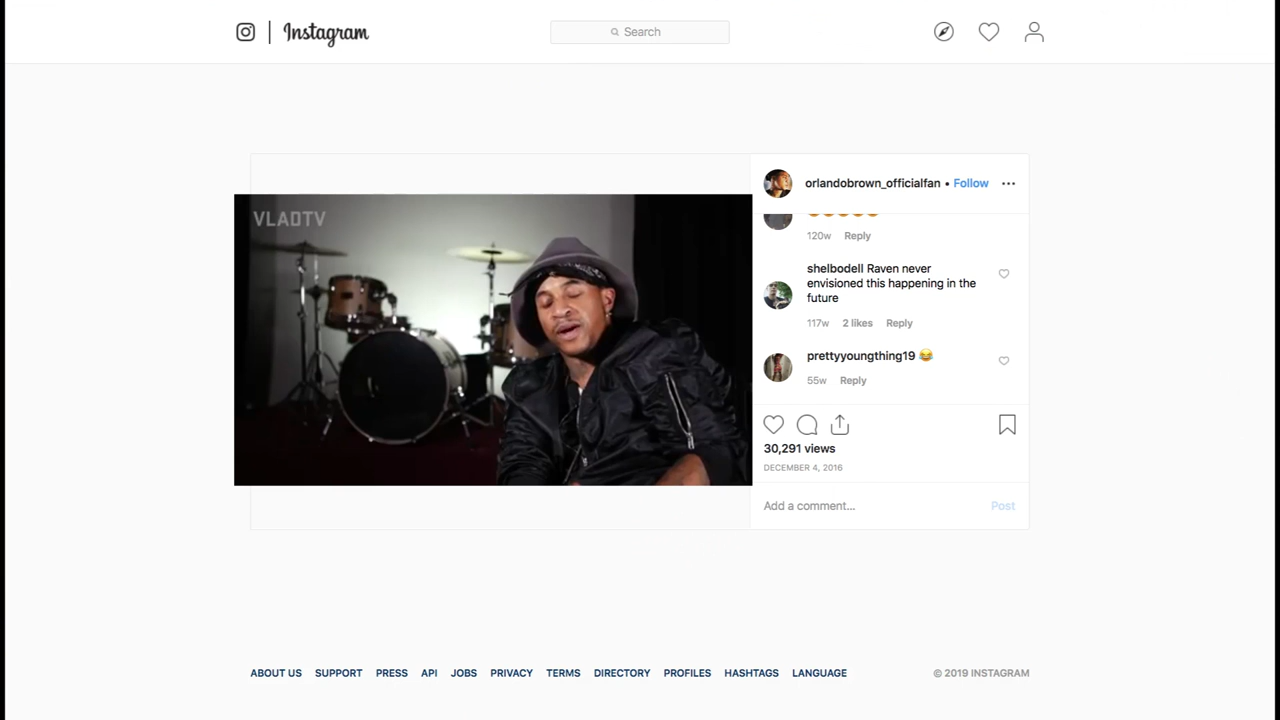 Instagram
Search
VLADTV
orlandobrown_officialfan • Follow
120w Reply
shelbodell Raven never
envisioned this happening in the
future
117w 2 likes Reply
prettyyoungthing19 😂
55w Reply
30,291 views
DECEMBER 4, 2016
Add a comment... Post
ABOUT US SUPPORT PRESS API JOBS PRIVACY TERMS DIRECTORY PROFILES HASHTAGS LANGUAGE © 2019 INSTAGRAM